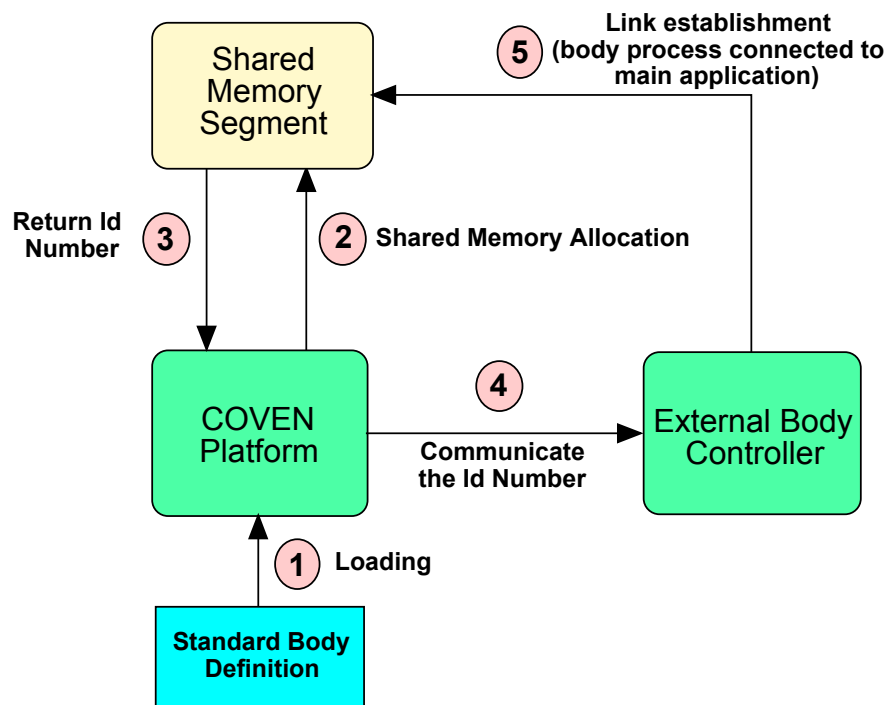 Link establishment
(body process connected to
main application)
5
Shared
Memory
Segment
Return Id
Number
3
2
Shared Memory Allocation
4
COVEN
Platform
External Body
Controller
Communicate
the Id Number
1
Loading
Standard Body
Definition